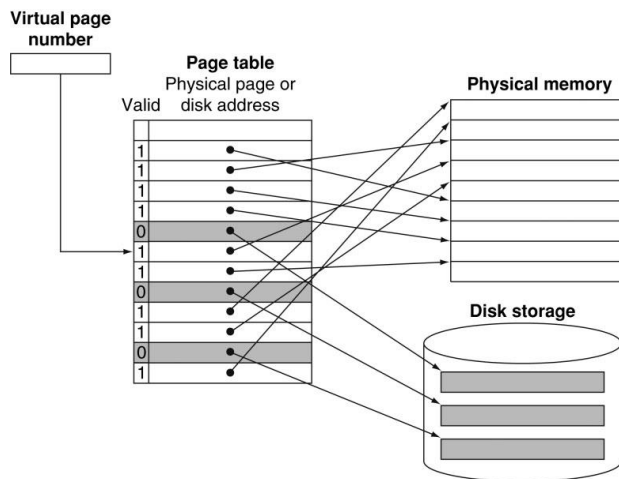 Virtual page
number
Page table
Physical page or
disk address
Valid
Physical memory
1
1
1
1
0
1
1
0
1
1
0
1
Disk storage